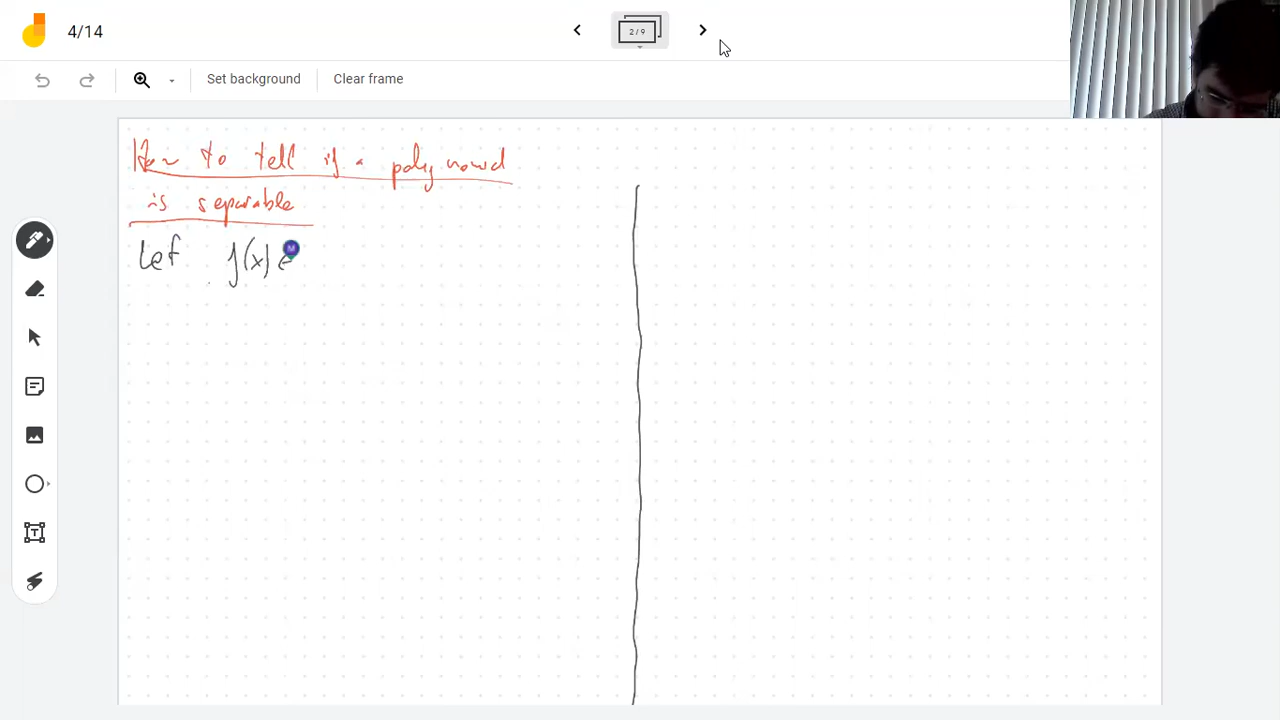 4/14
2 / 9
Set background
Clear frame
How to tell if a polynomial
is separable
Let f(x) ∈
M
T